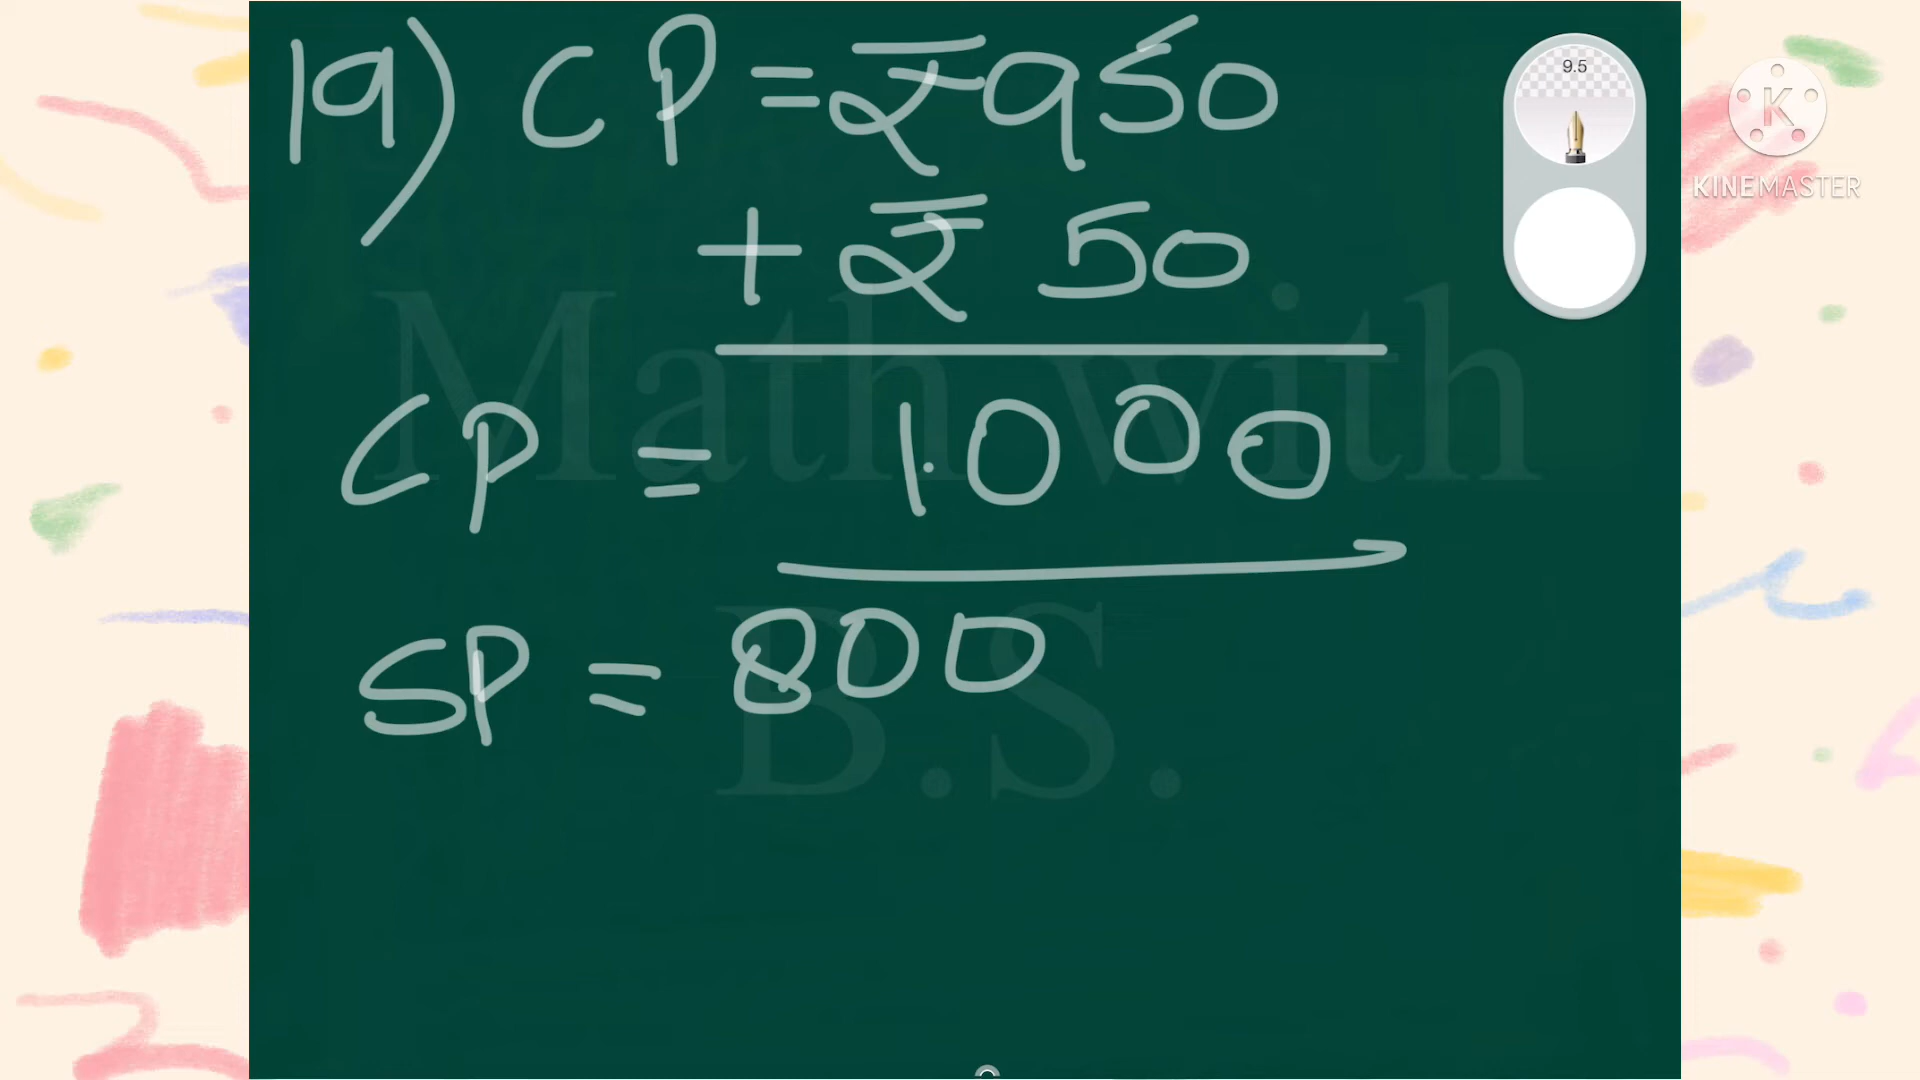 19) CP = ₹950
+ ₹ 50
CP = 1000
SP = 800
Math with
B.S.
9.5
K
KINEMASTER